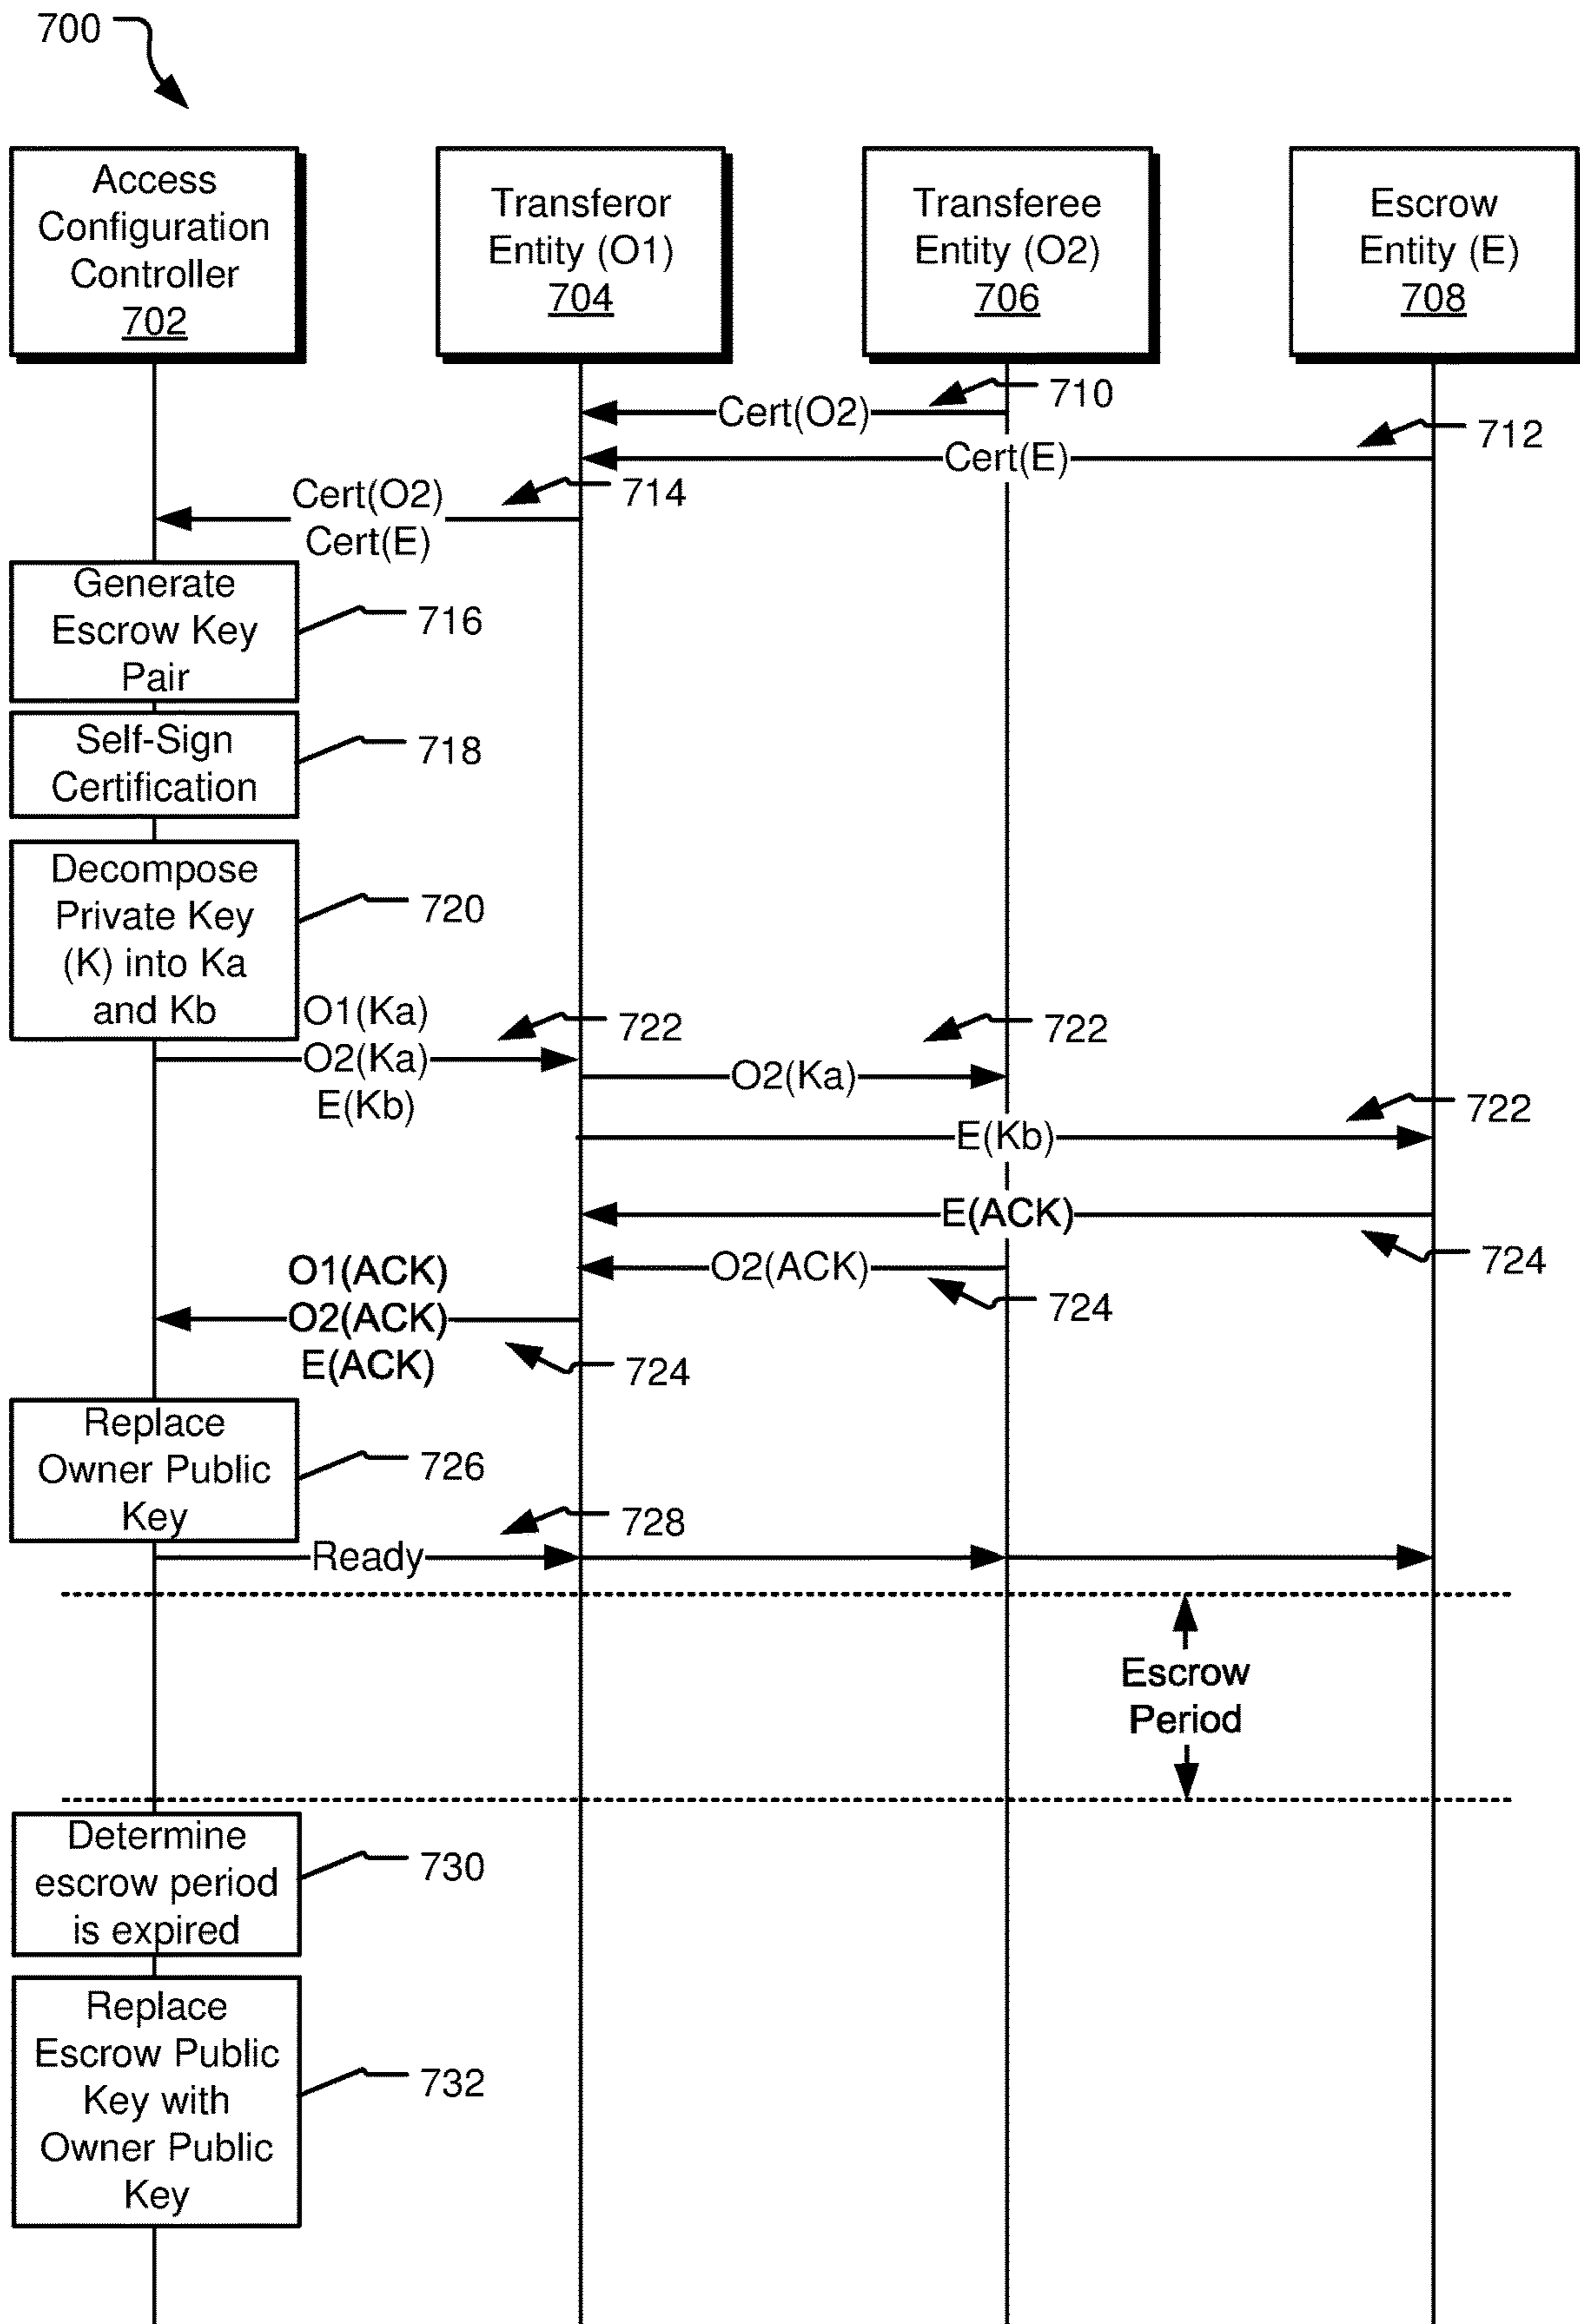 700
Access
Configuration
Controller
702
Transferor
Entity (O1)
704
Transferee
Entity (O2)
706
Escrow
Entity (E)
708
Cert(O2)
710
Cert(E)
712
Cert(O2)
Cert(E)
714
Generate
Escrow Key
Pair
716
Self-Sign
Certification
718
Decompose
Private Key
(K) into Ka
and Kb
720
O1(Ka)
O2(Ka)
E(Kb)
722
O2(Ka)
722
E(Kb)
722
E(ACK)
724
O2(ACK)
724
O1(ACK)
O2(ACK)
E(ACK)
724
Replace
Owner Public
Key
726
Ready
728
Escrow
Period
Determine
escrow period
is expired
730
Replace
Escrow Public
Key with
Owner Public
Key
732